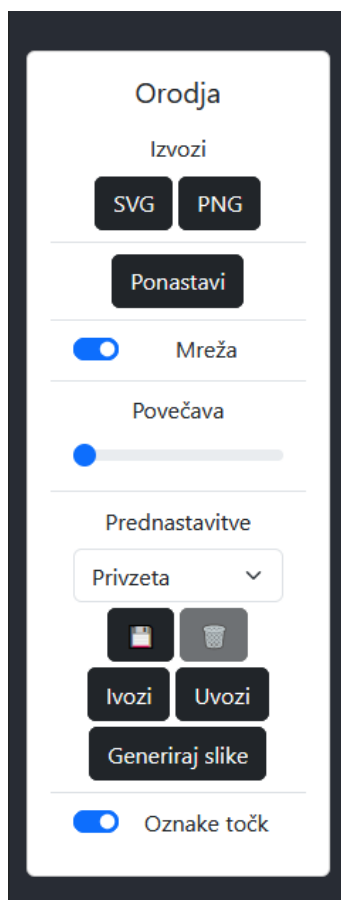 Orodja
Izvozi
SVG PNG
Ponastavi
Mreža
Povečava
Prednastavitve
Privzeta
Ivozi Uvozi
Generiraj slike
Oznake točk